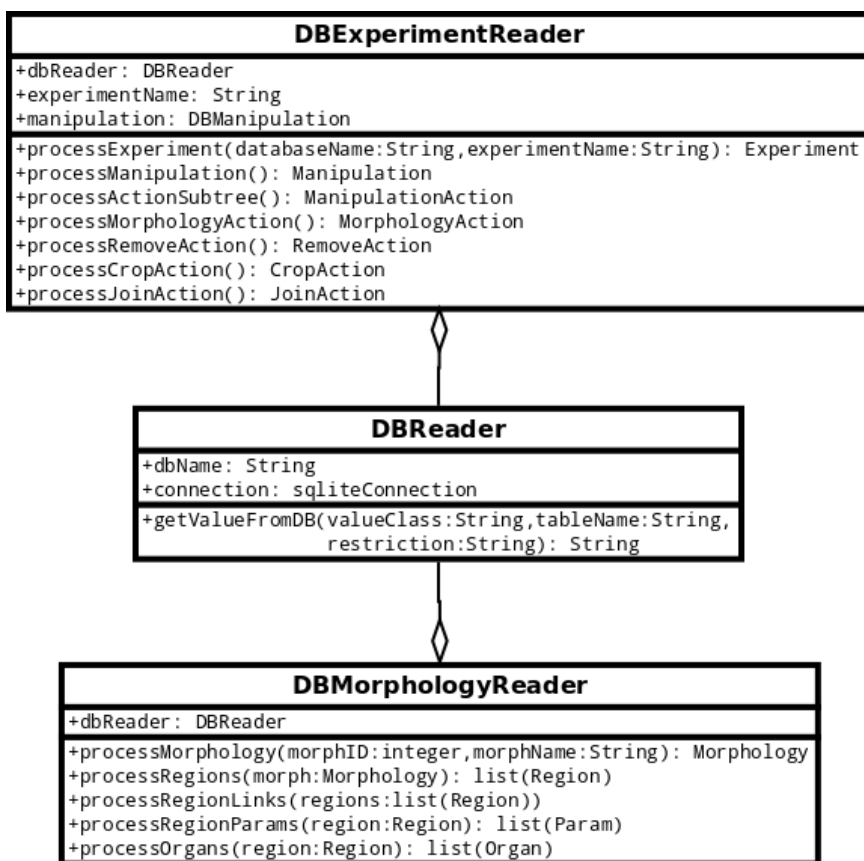 DBExperimentReader
+dbReader: DBReader
+experimentName: String
+manipulation: DBManipulation
+processExperiment(databaseName:String,experimentName:String): Experiment
+processManipulation(): Manipulation
+processActionSubtree(): ManipulationAction
+processMorphologyAction(): MorphologyAction
+processRemoveAction(): RemoveAction
+processCropAction(): CropAction
+processJoinAction(): JoinAction
DBReader
+dbName: String
+connection: sqliteConnection
+getValueFromDB(valueClass:String,tableName:String,
restriction:String): String
DBMorphologyReader
+dbReader: DBReader
+processMorphology(morphID:integer,morphName:String): Morphology
+processRegions(morph:Morphology): list(Region)
+processRegionLinks(regions:list(Region))
+processRegionParams(region:Region): list(Param)
+processOrgans(region:Region): list(Organ)